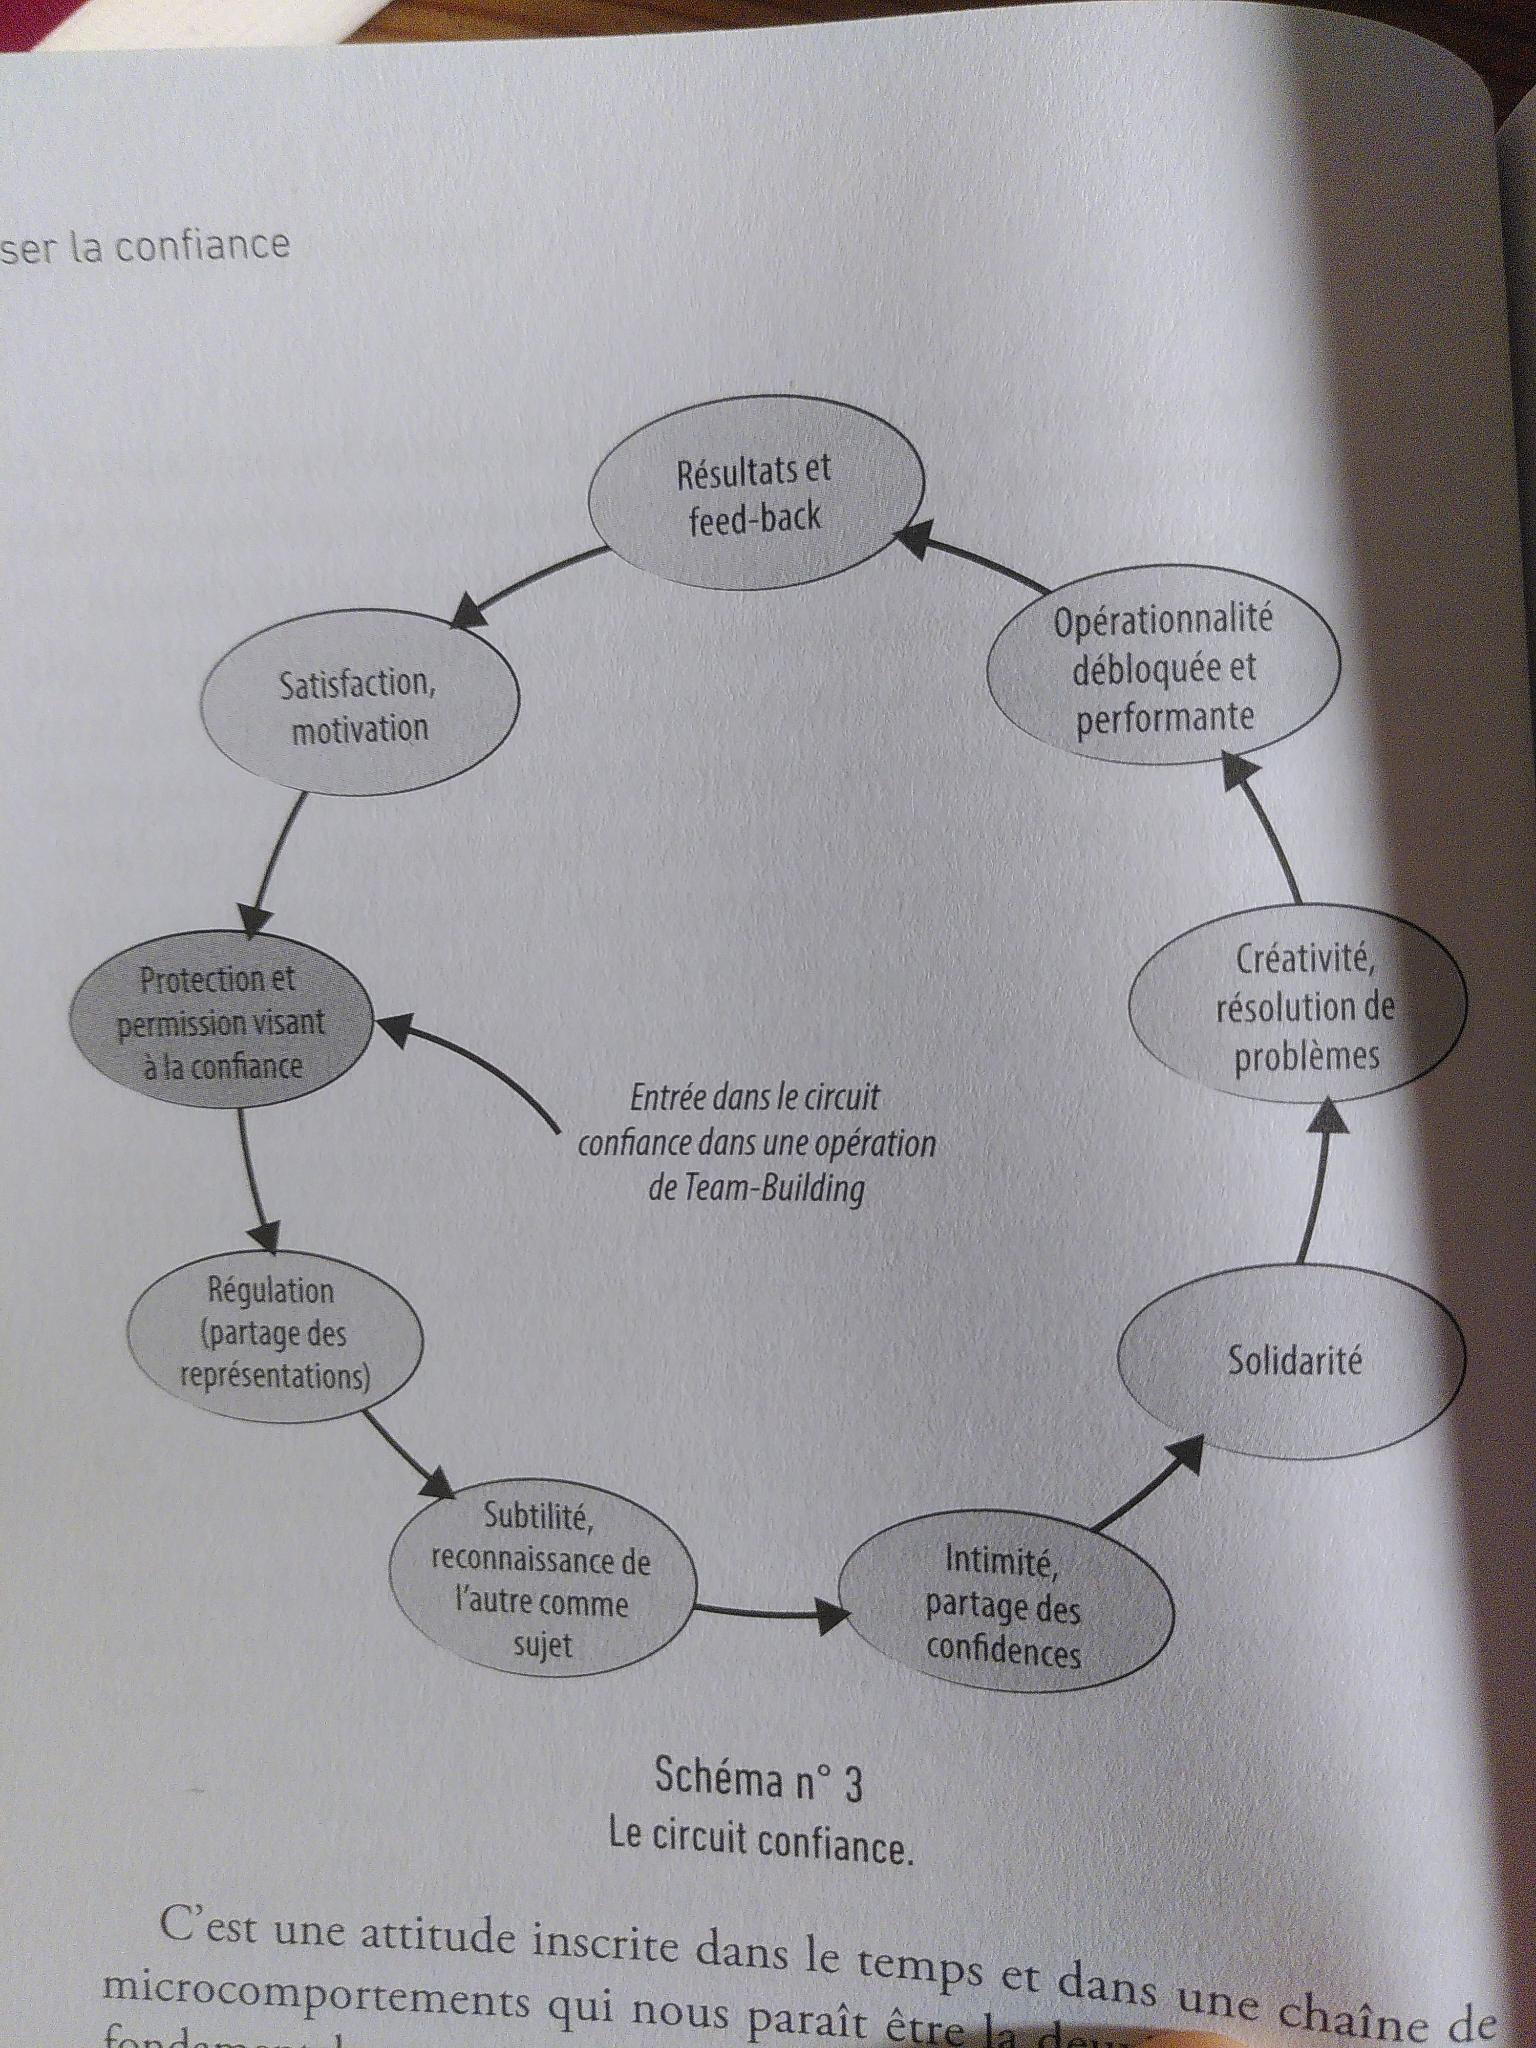 ser la confiance
Résultats et
feed-back
Opérationnalité
débloquée et
performante
Satisfaction,
motivation
Créativité,
résolution de
problèmes
Protection et
permission visant
à la confiance
Entrée dans le circuit
confiance dans une opération
de Team-Building
Régulation
(partage des
représentations)
Solidarité
Subtilité,
reconnaissance de
l'autre comme
sujet
Intimité,
partage des
confidences
Schéma n° 3
Le circuit confiance.
C'est une attitude inscrite dans le temps et dans une chaîne de
microcomportements qui nous paraît être la